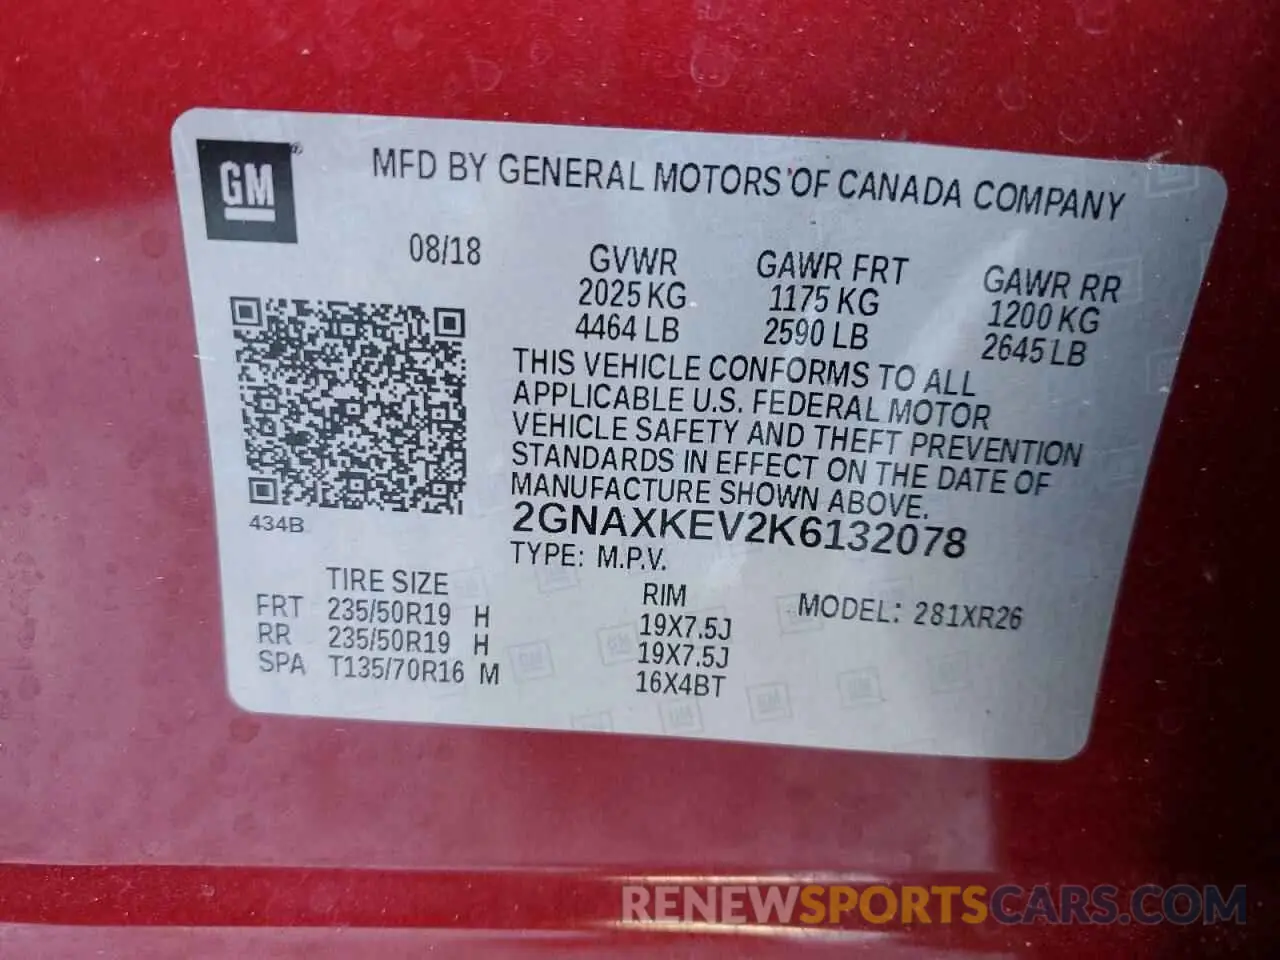 GM®
MFD BY GENERAL MOTORS OF CANADA COMPANY
08/18
GVWR GAWR FRT GAWR RR
2025 KG 1175 KG 1200 KG
4464 LB 2590 LB 2645 LB
THIS VEHICLE CONFORMS TO ALL
APPLICABLE U.S. FEDERAL MOTOR
VEHICLE SAFETY AND THEFT PREVENTION
STANDARDS IN EFFECT ON THE DATE OF
MANUFACTURE SHOWN ABOVE.
434B
2GNAXKEV2K6132078
TYPE: M.P.V.
TIRE SIZE RIM MODEL: 281XR26
FRT 235/50R19 H 19X7.5J
RR 235/50R19 H 19X7.5J
SPA T135/70R16 M 16X4BT
RENEWSPORTSCARS.COM